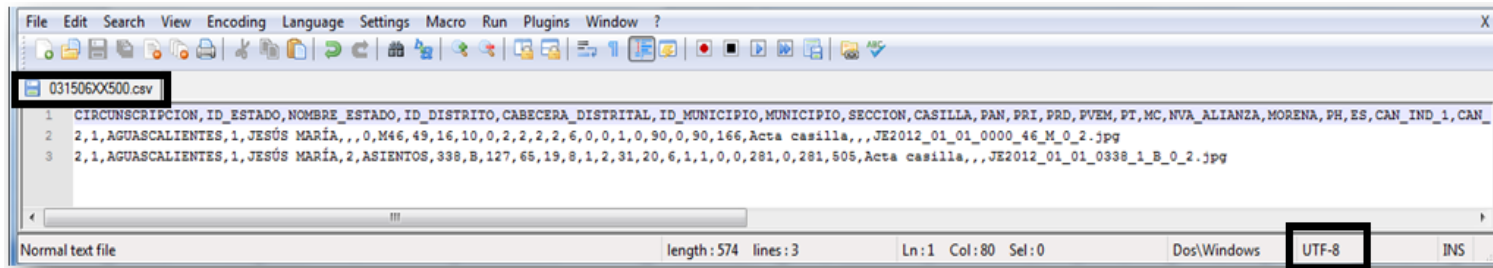 File Edit Search View Encoding Language Settings Macro Run Plugins Window ? X
031506XX500.csv
1 CIRCUNSCRIPCION,ID_ESTADO,NOMBRE_ESTADO,ID_DISTRITO,CABECERA_DISTRITAL,ID_MUNICIPIO,MUNICIPIO,SECCION,CASILLA,PAN,PRI,PRD,PVEM,PT,MC,NVA_ALIANZA,MORENA,PH,ES,CAN_IND_1,CAN_
2 2,1,AGUASCALIENTES,1,JESÚS MARÍA,,,0,M46,49,16,10,0,2,2,2,2,6,0,0,1,0,90,0,90,166,Acta casilla,,,JE2012_01_01_0000_46_M_0_2.jpg
3 2,1,AGUASCALIENTES,1,JESÚS MARÍA,2,ASIENTOS,338,B,127,65,19,8,1,2,31,20,6,1,1,0,0,281,0,281,505,Acta casilla,,,JE2012_01_01_0338_1_B_0_2.jpg
Normal text file length : 574 lines : 3 Ln : 1 Col : 80 Sel : 0 Dos\Windows UTF-8 INS